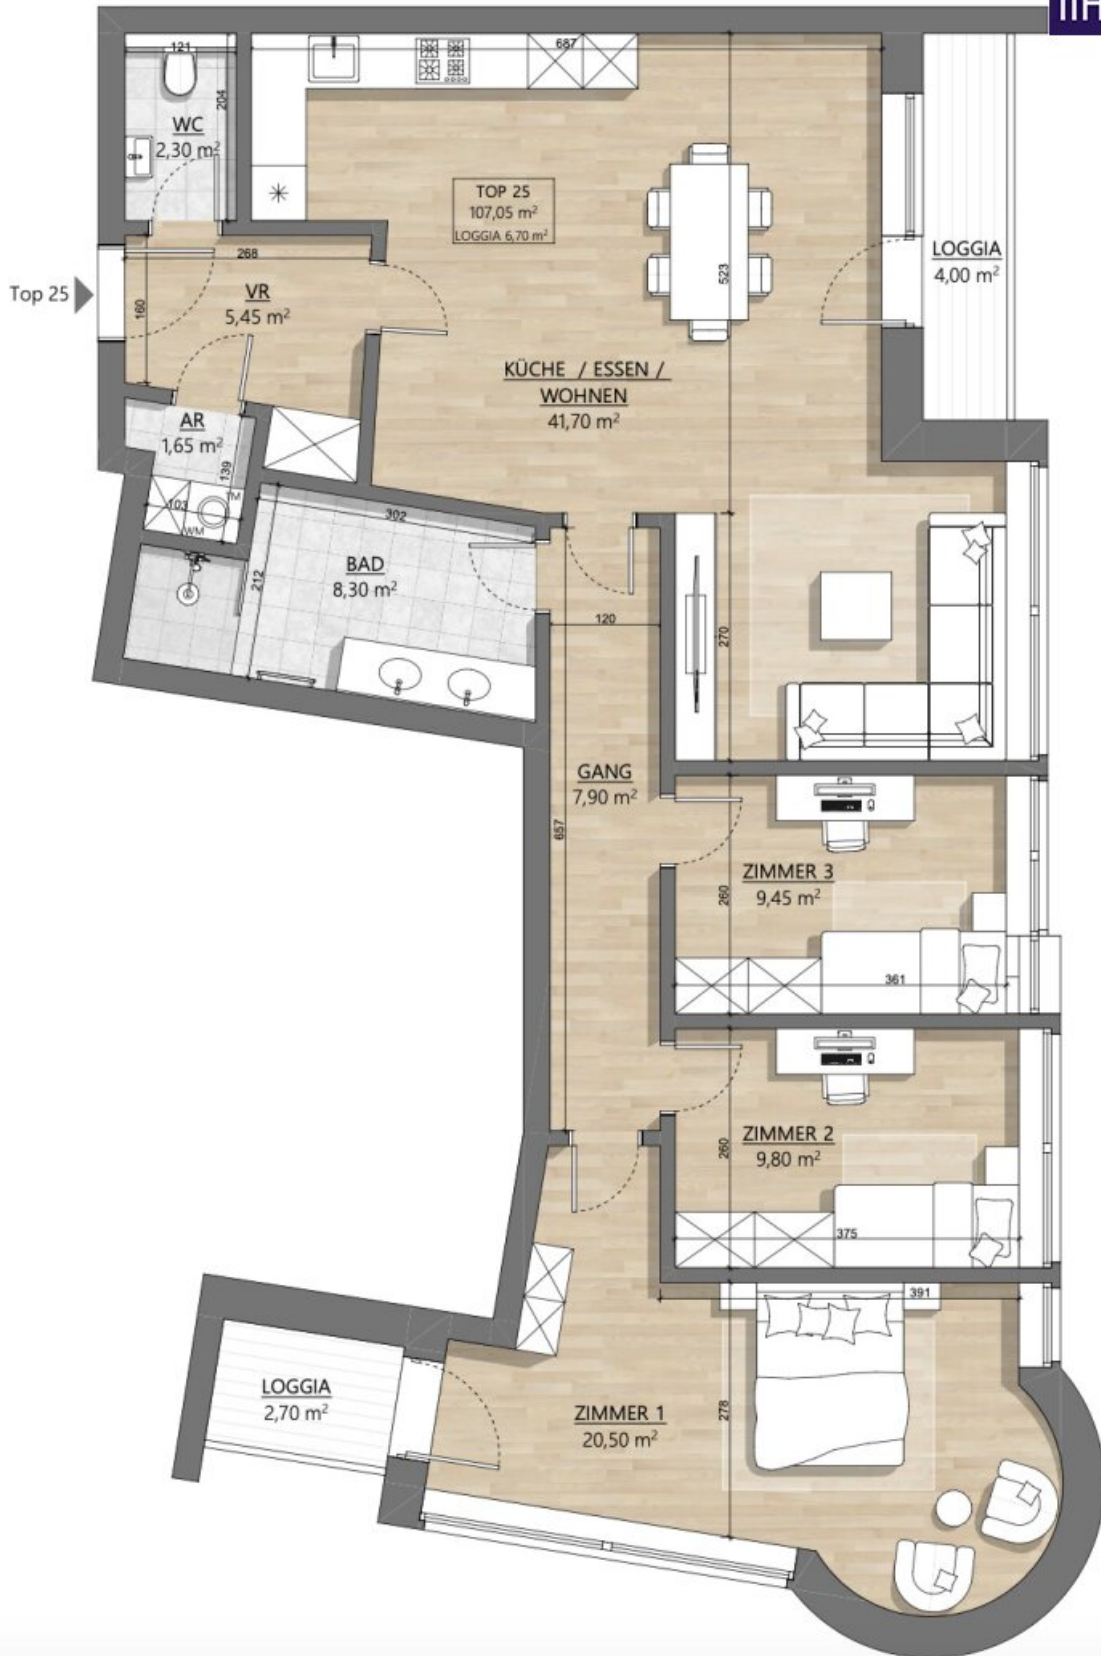 121
687
204
WC
2,30 m²
TOP 25
107,05 m²
LOGGIA 6,70 m²
LOGGIA
4,00 m²
268
Top 25
VR
5,45 m²
160
523
KÜCHE / ESSEN /
WOHNEN
41,70 m²
AR
1,65 m²
139
103
TM
WM
302
BAD
8,30 m²
212
120
270
GANG
7,90 m²
657
ZIMMER 3
9,45 m²
260
361
ZIMMER 2
9,80 m²
260
375
391
LOGGIA
2,70 m²
ZIMMER 1
20,50 m²
278